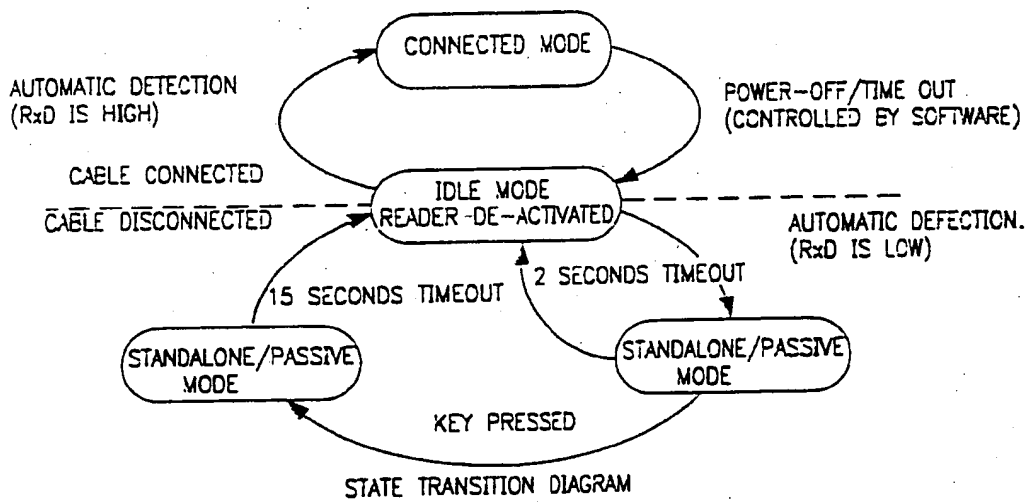 CONNECTED MODE
AUTOMATIC DETECTION
(RxD IS HIGH)
POWER-OFF/TIME OUT
(CONTROLLED BY SOFTWARE)
CABLE CONNECTED
IDLE MODE
READER-DE-ACTIVATED
CABLE DISCONNECTED
AUTOMATIC DEFECTION.
(RxD IS LOW)
15 SECONDS TIMEOUT
2 SECONDS TIMEOUT
STANDALONE/PASSIVE
MODE
STANDALONE/PASSIVE
MODE
KEY PRESSED
STATE TRANSITION DIAGRAM